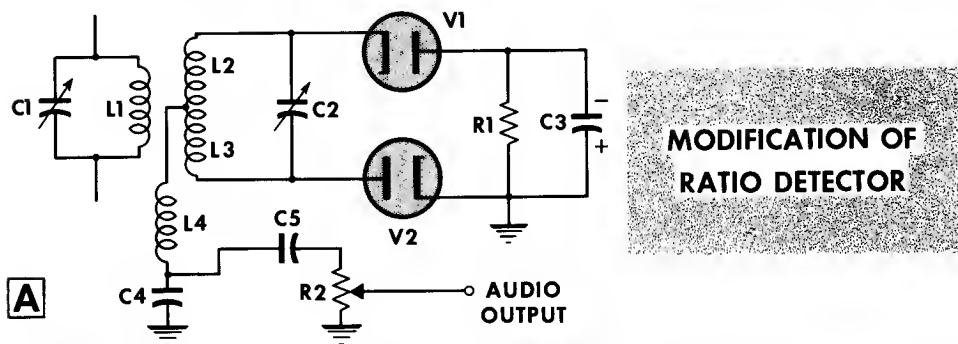 V1
C1
L1
L2
C2
R1
C3
−
+
L3
L4
C5
V2
C4
R2
AUDIO
OUTPUT
A
MODIFICATION OF
RATIO DETECTOR